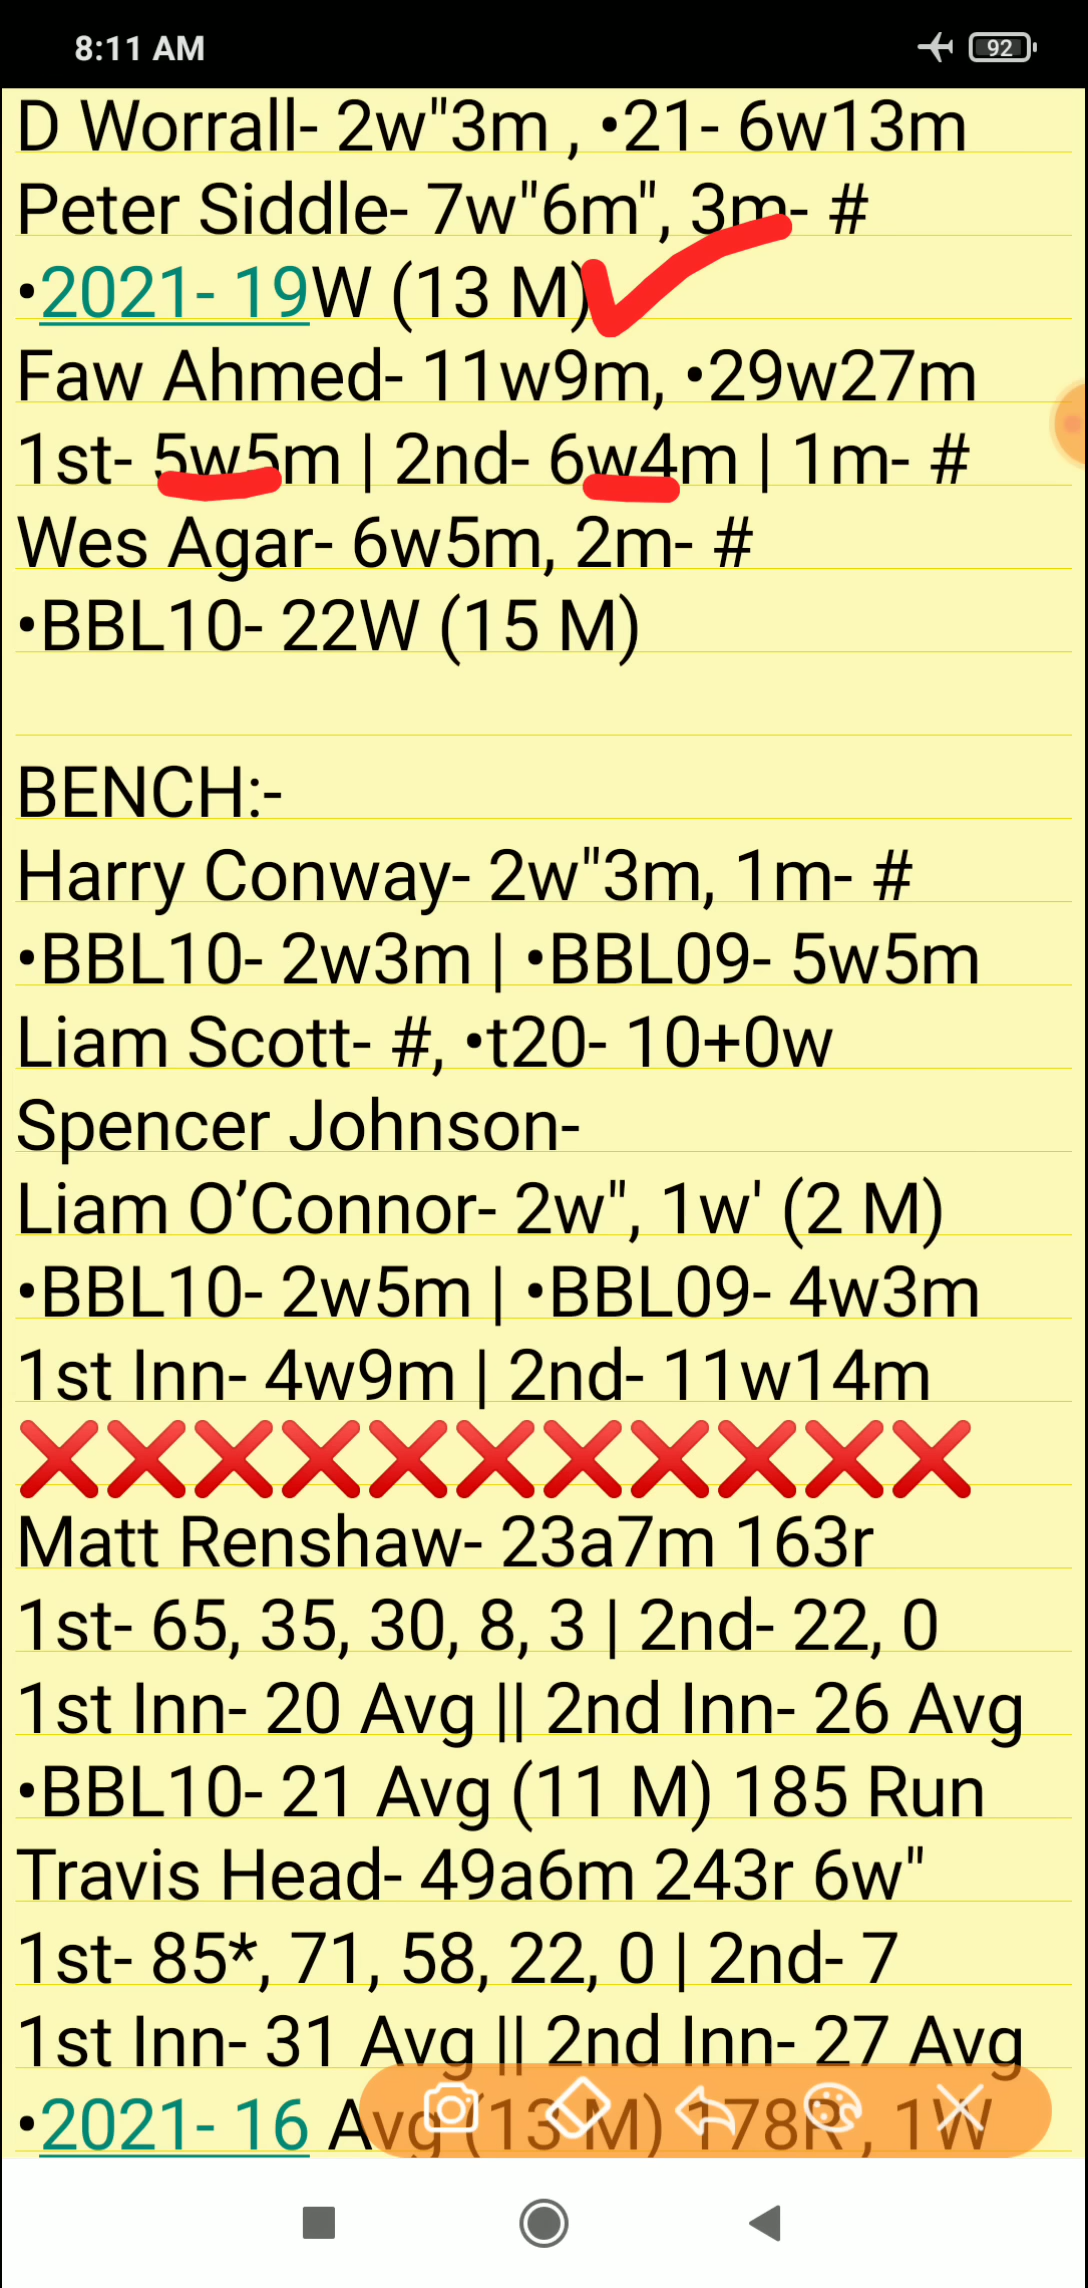 8:11 AM
92
D Worrall- 2w"3m , •21- 6w13m
Peter Siddle- 7w"6m", 3m- #
•2021- 19W (13 M)
Faw Ahmed- 11w9m, •29w27m
1st- 5w5m | 2nd- 6w4m | 1m- #
Wes Agar- 6w5m, 2m- #
•BBL10- 22W (15 M)
BENCH:-
Harry Conway- 2w"3m, 1m- #
•BBL10- 2w3m | •BBL09- 5w5m
Liam Scott- #, •t20- 10+0w
Spencer Johnson-
Liam O’Connor- 2w", 1w' (2 M)
•BBL10- 2w5m | •BBL09- 4w3m
1st Inn- 4w9m | 2nd- 11w14m
❌❌❌❌❌❌❌❌❌❌❌
Matt Renshaw- 23a7m 163r
1st- 65, 35, 30, 8, 3 | 2nd- 22, 0
1st Inn- 20 Avg || 2nd Inn- 26 Avg
•BBL10- 21 Avg (11 M) 185 Run
Travis Head- 49a6m 243r 6w"
1st- 85*, 71, 58, 22, 0 | 2nd- 7
1st Inn- 31 Avg || 2nd Inn- 27 Avg
•2021- 16 Avg (13 M) 178R , 1W